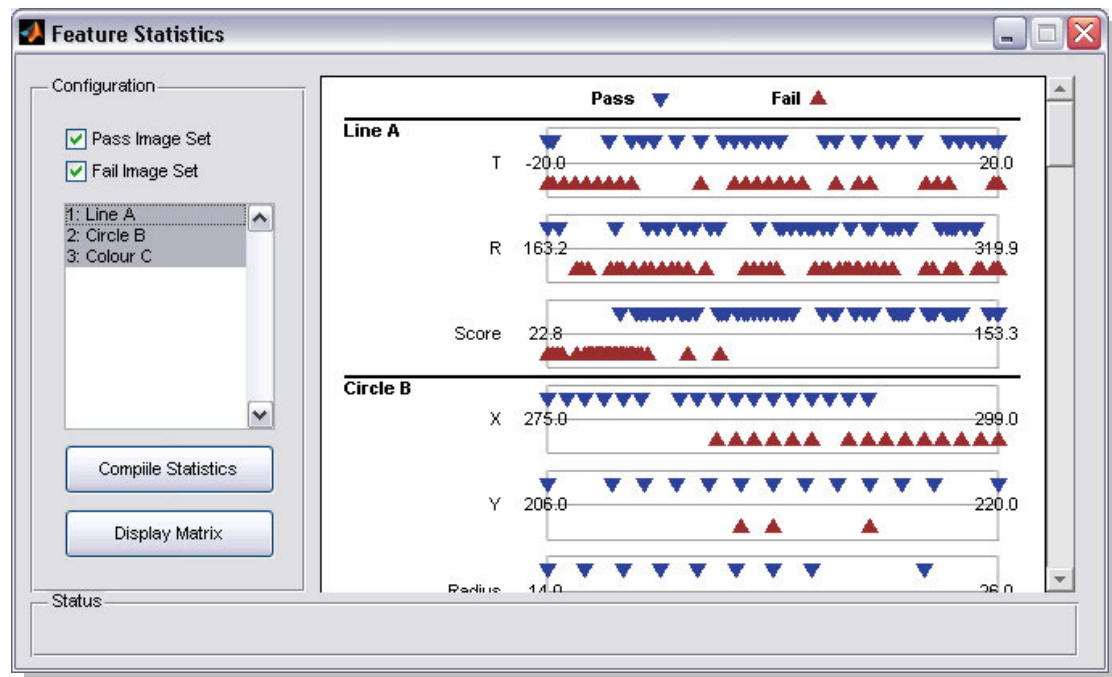 Feature Statistics
Configuration
Pass Image Set
Fail Image Set
1: Line A
2: Circle B
3: Colour C
Compiile Statistics
Display Matrix
Pass Fail
Line A
T -20.0 20.0
R 163.2 319.9
Score 22.8 153.3
Circle B
X 275.0 299.0
Y 206.0 220.0
Radius 14.0 26.0
Status